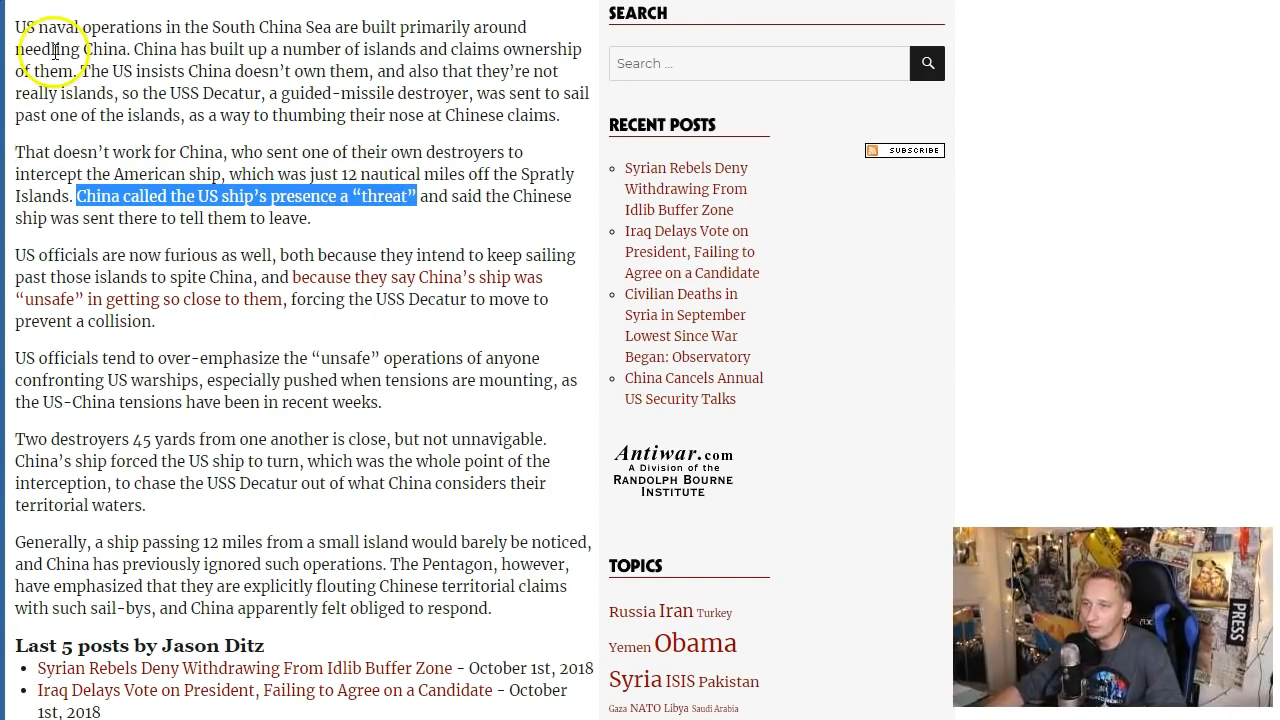 US naval operations in the South China Sea are built primarily around
needling China. China has built up a number of islands and claims ownership
of them. The US insists China doesn’t own them, and also that they’re not
really islands, so the USS Decatur, a guided-missile destroyer, was sent to sail
past one of the islands, as a way to thumbing their nose at Chinese claims.
That doesn’t work for China, who sent one of their own destroyers to
intercept the American ship, which was just 12 nautical miles off the Spratly
Islands. China called the US ship’s presence a “threat” and said the Chinese
ship was sent there to tell them to leave.
US officials are now furious as well, both because they intend to keep sailing
past those islands to spite China, and because they say China’s ship was
“unsafe” in getting so close to them, forcing the USS Decatur to move to
prevent a collision.
US officials tend to over-emphasize the “unsafe” operations of anyone
confronting US warships, especially pushed when tensions are mounting, as
the US-China tensions have been in recent weeks.
Two destroyers 45 yards from one another is close, but not unnavigable.
China’s ship forced the US ship to turn, which was the whole point of the
interception, to chase the USS Decatur out of what China considers their
territorial waters.
Generally, a ship passing 12 miles from a small island would barely be noticed,
and China has previously ignored such operations. The Pentagon, however,
have emphasized that they are explicitly flouting Chinese territorial claims
with such sail-bys, and China apparently felt obliged to respond.
Last 5 posts by Jason Ditz
Syrian Rebels Deny Withdrawing From Idlib Buffer Zone - October 1st, 2018
Iraq Delays Vote on President, Failing to Agree on a Candidate - October
1st, 2018
SEARCH
Search …
RECENT POSTS
SUBSCRIBE
Syrian Rebels Deny
Withdrawing From
Idlib Buffer Zone
Iraq Delays Vote on
President, Failing to
Agree on a Candidate
Civilian Deaths in
Syria in September
Lowest Since War
Began: Observatory
China Cancels Annual
US Security Talks
Antiwar.com
A Division of the
RANDOLPH BOURNE
INSTITUTE
TOPICS
Russia Iran Turkey
Yemen Obama
Syria ISIS Pakistan
Gaza NATO Libya Saudi Arabia
PRESS